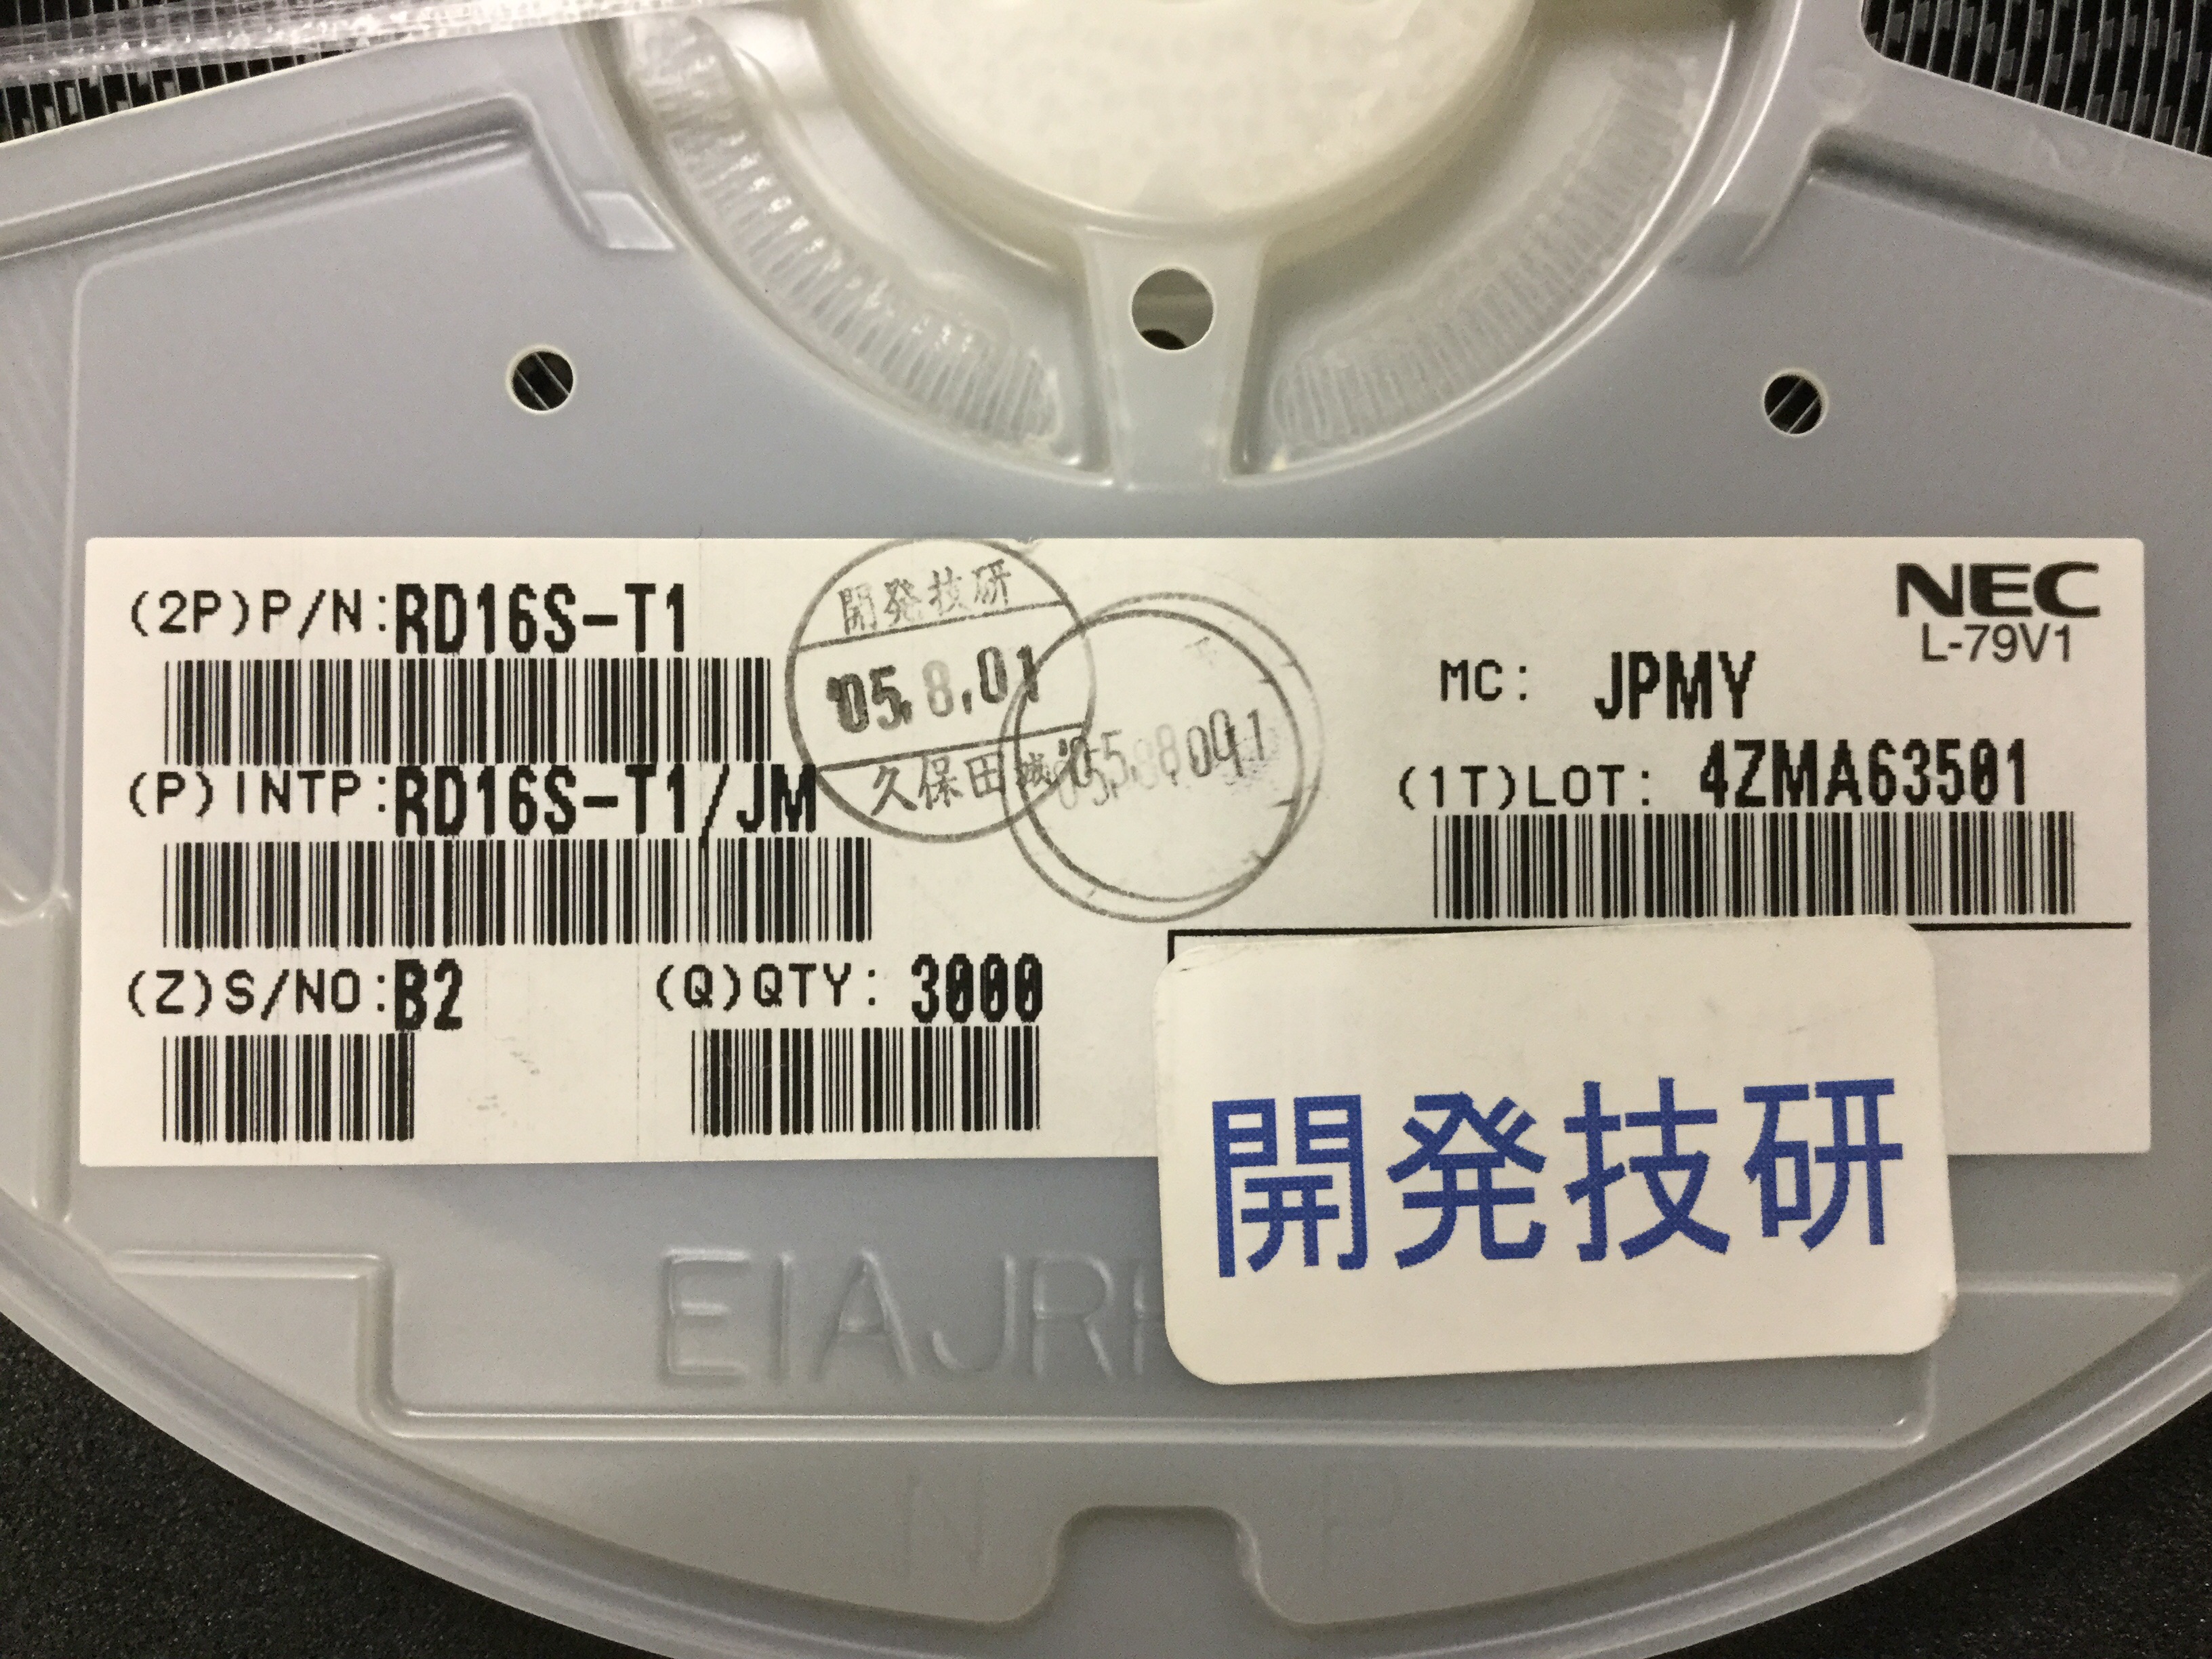 (2P)P/N:RD16S-T1
(P)INTP:RD16S-T1/JM
(Z)S/NO:B2
(Q)QTY: 3000
開発技研
'05.8.01
久保田
NEC
L-79V1
MC: JPMY
(1T)LOT: 4ZMA63501
開発技研
EIAJR
N P